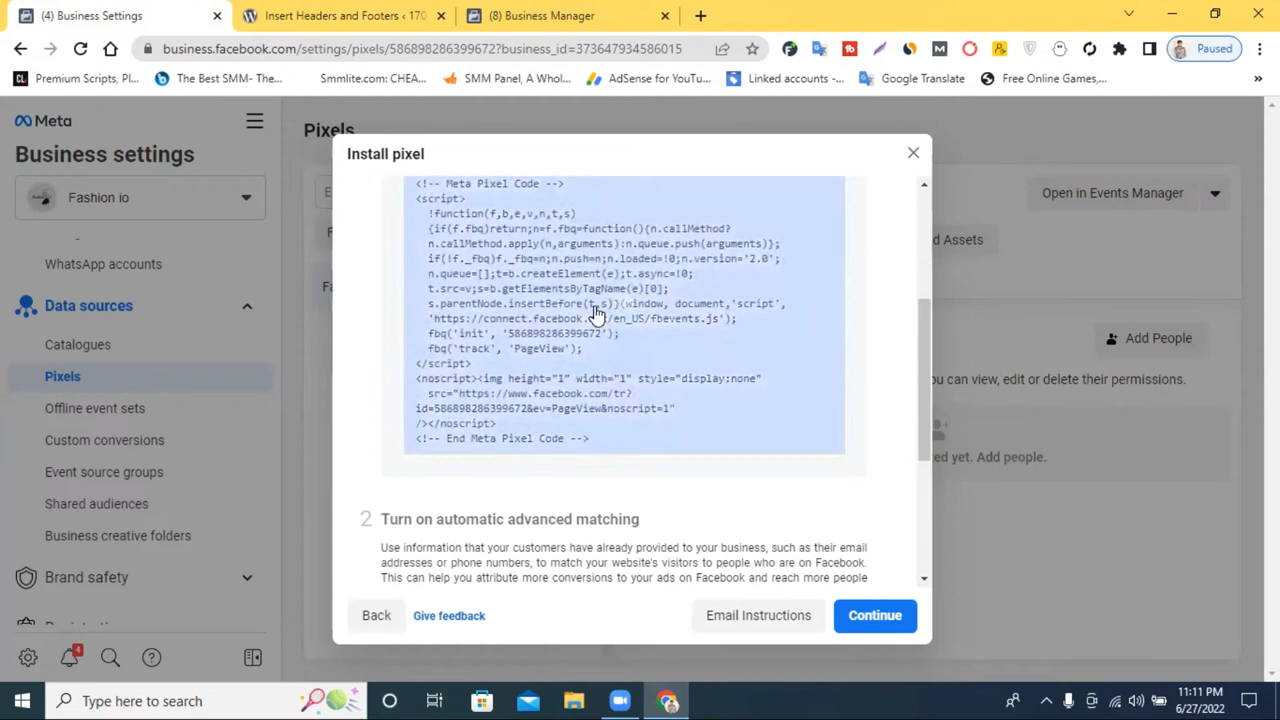 (4) Business Settings
Insert Headers and Footers ‹ 170
(8) Business Manager
business.facebook.com/settings/pixels/586898286399672?business_id=373647934586015
Paused
Premium Scripts, Pl...
The Best SMM- The...
Smmlite.com: CHEA...
SMM Panel, A Whol...
AdSense for YouTu...
Linked accounts -...
Google Translate
Free Online Games,...
»
Meta
Business settings
Fashion io
WhatsApp accounts
Data sources
Catalogues
Pixels
Offline event sets
Custom conversions
Event source groups
Shared audiences
Business creative folders
Brand safety
4
Pixels
Open in Events Manager
d Assets
Add People
ou can view, edit or delete their permissions.
ed yet. Add people.
Install pixel
<!-- Meta Pixel Code -->
<script>
!function(f,b,e,v,n,t,s)
{if(f.fbq)return;n=f.fbq=function(){n.callMethod?
n.callMethod.apply(n,arguments):n.queue.push(arguments)};
if(!f._fbq)f._fbq=n;n.push=n;n.loaded=!0;n.version='2.0';
n.queue=[];t=b.createElement(e);t.async=!0;
t.src=v;s=b.getElementsByTagName(e)[0];
s.parentNode.insertBefore(t,s)}(window, document,'script',
'https://connect.facebook. /en_US/fbevents.js');
fbq('init', '586898286399672');
fbq('track', 'PageView');
</script>
<noscript><img height="1" width="1" style="display:none"
src="https://www.facebook.com/tr?
id=586898286399672&ev=PageView&noscript=1"
/></noscript>
<!-- End Meta Pixel Code -->
2 Turn on automatic advanced matching
Use information that your customers have already provided to your business, such as their email
addresses or phone numbers, to match your website's visitors to people who are on Facebook.
This can help you attribute more conversions to your ads on Facebook and reach more people
Back
Give feedback
Email Instructions
Continue
Type here to search
11:11 PM
6/27/2022